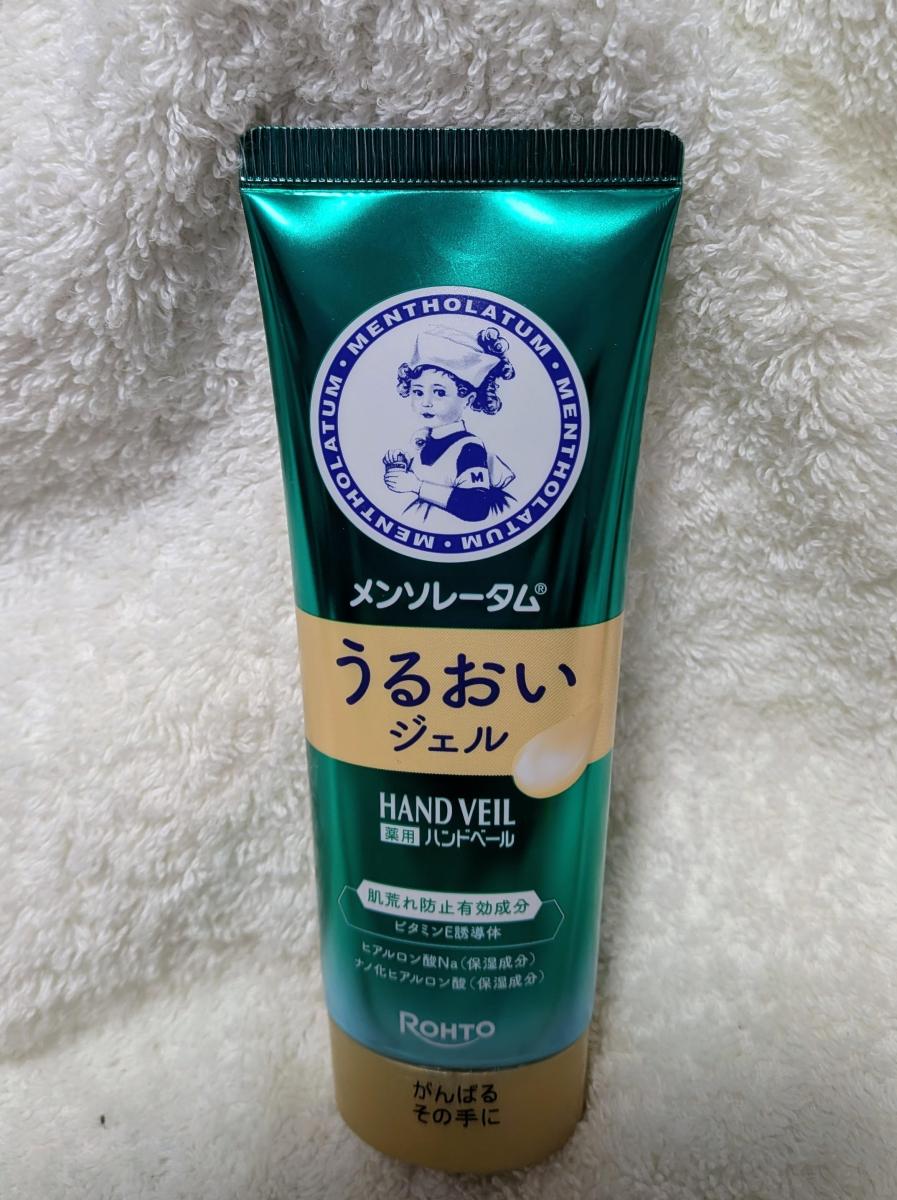 MENTHOLATUM · MENTHOLATUM · MENTHOLATUM · MENTHOLATUM ·
M
メンソレータム®
うるおい
ジェル
HAND VEIL
薬用 ハンドベール
肌荒れ防止有効成分
ビタミンE誘導体
ヒアルロン酸Na（保湿成分）
ナノ化ヒアルロン酸（保湿成分）
ROHTO
がんばる
その手に